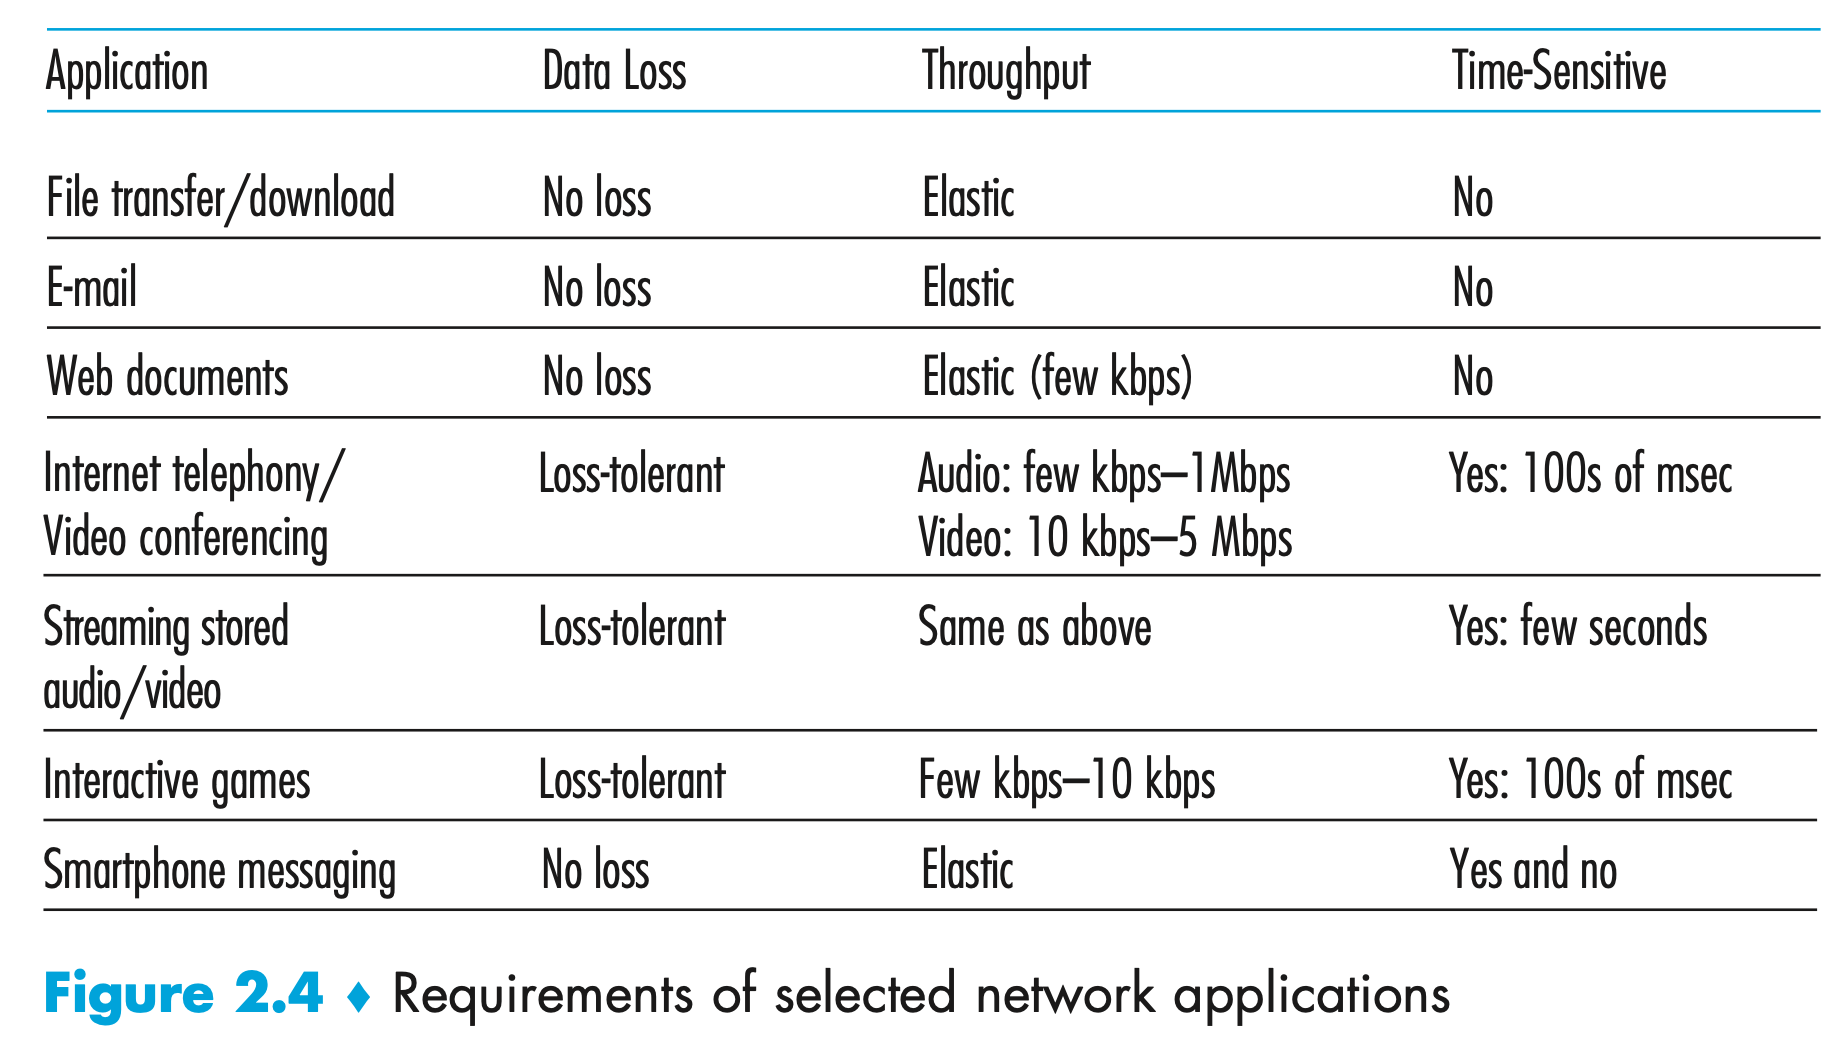 Application Data Loss Throughput Time-Sensitive
File transfer/download No loss Elastic No
E-mail No loss Elastic No
Web documents No loss Elastic (few kbps) No
Internet telephony/ Loss-tolerant Audio: few kbps–1Mbps Yes: 100s of msec
Video conferencing Video: 10 kbps–5 Mbps
Streaming stored Loss-tolerant Same as above Yes: few seconds
audio/video
Interactive games Loss-tolerant Few kbps–10 kbps Yes: 100s of msec
Smartphone messaging No loss Elastic Yes and no
Figure 2.4 ♦ Requirements of selected network applications